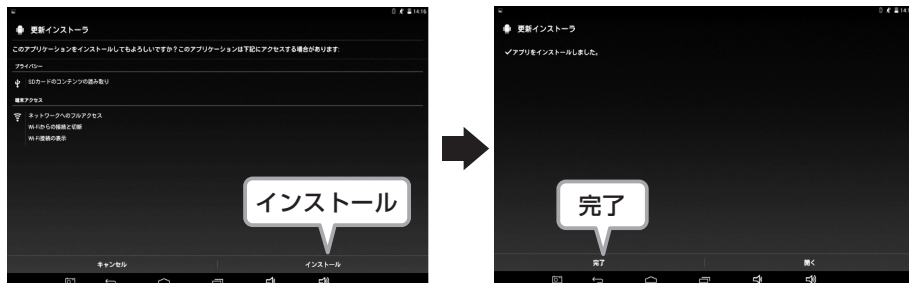 14:16
更新インストーラ
このアプリケーションをインストールしてもよろしいですか？このアプリケーションは下記にアクセスする場合があります:
プライバシー
SDカードのコンテンツの読み取り
端末アクセス
ネットワークへのフルアクセス
Wi-Fiからの接続と切断
Wi-Fi接続の表示
インストール
キャンセル
インストール
更新インストーラ
アプリをインストールしました。
完了
完了
開く